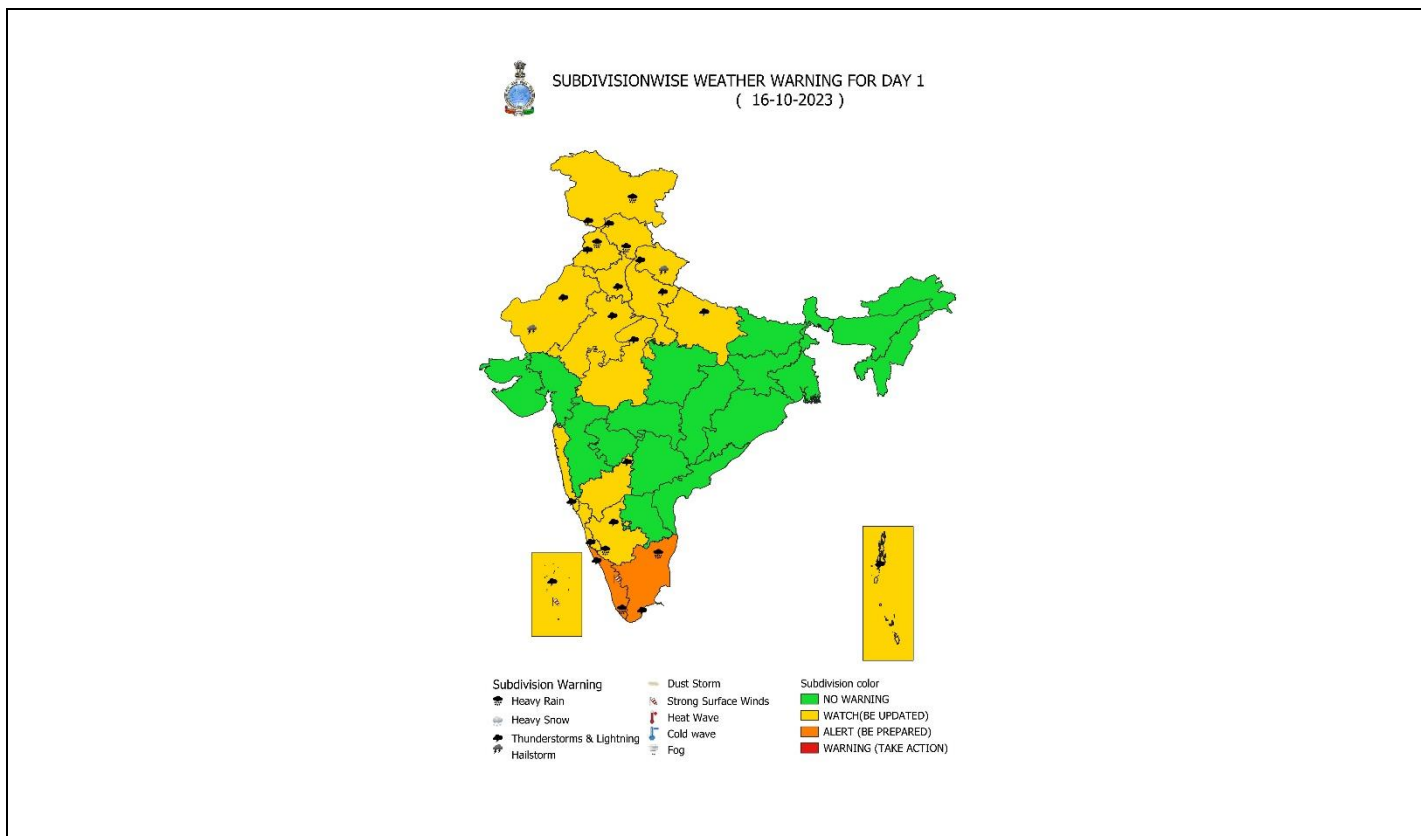 SUBDIVISIONWISE WEATHER WARNING FOR DAY 1
( 16-10-2023 )
Subdivision Warning
Heavy Rain
Heavy Snow
Thunderstorms & Lightning
Hailstorm
Dust Storm
Strong Surface Winds
Heat Wave
Cold wave
Fog
Subdivision color
NO WARNING
WATCH(BE UPDATED)
ALERT (BE PREPARED)
WARNING (TAKE ACTION)